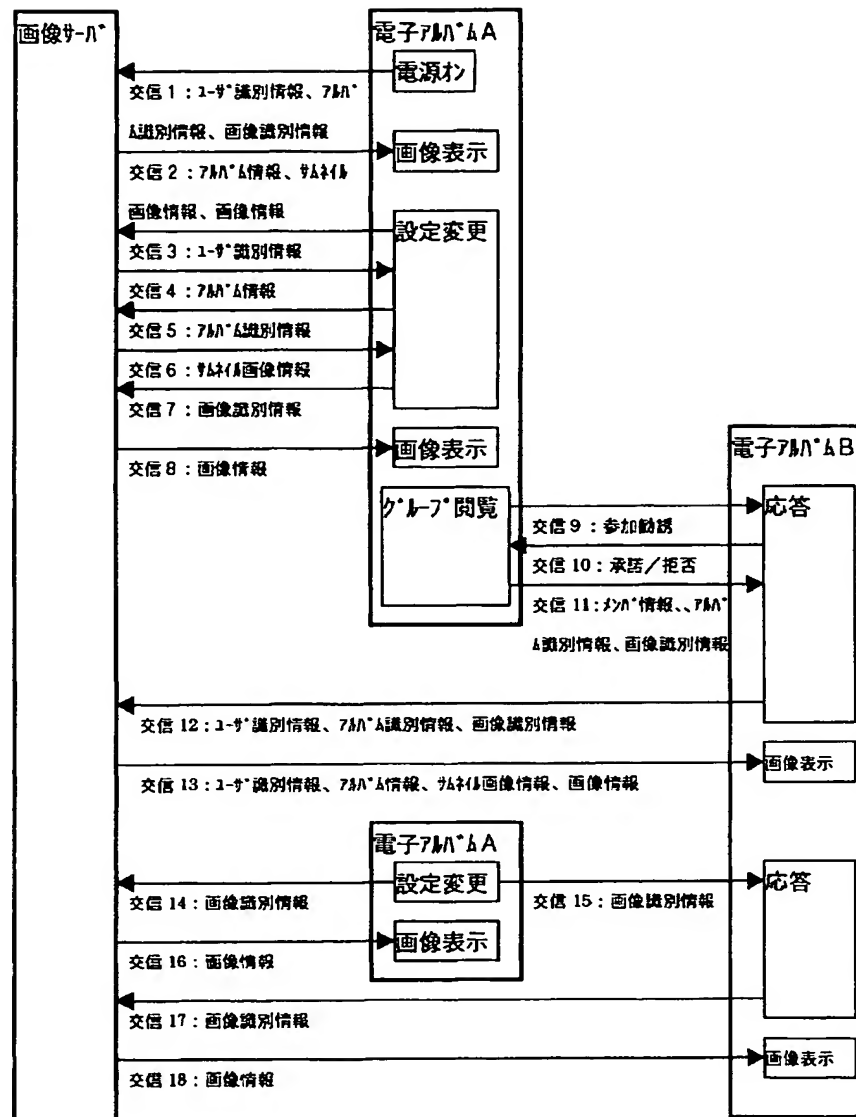 画像ｻｰﾊﾞ
電子ｱﾙﾊﾞﾑA
電源ｵﾝ
交信1：ﾕｰｻﾞ識別情報、ｱﾙﾊﾞ
ﾑ識別情報、画像識別情報
画像表示
交信2：ｱﾙﾊﾞﾑ情報、ｻﾑﾈｲﾙ
画像情報、画像情報
設定変更
交信3：ﾕｰｻﾞ識別情報
交信4：ｱﾙﾊﾞﾑ情報
交信5：ｱﾙﾊﾞﾑ識別情報
交信6：ｻﾑﾈｲﾙ画像情報
交信7：画像識別情報
画像表示
交信8：画像情報
電子ｱﾙﾊﾞﾑB
ｸﾞﾙｰﾌﾟ閲覧
応答
交信9：参加勧誘
交信10：承諾／拒否
交信11：ﾒﾝﾊﾞ情報、、ｱﾙﾊﾞ
ﾑ識別情報、画像識別情報
交信12：ﾕｰｻﾞ識別情報、ｱﾙﾊﾞﾑ識別情報、画像識別情報
画像表示
交信13：ﾕｰｻﾞ識別情報、ｱﾙﾊﾞﾑ情報、ｻﾑﾈｲﾙ画像情報、画像情報
電子ｱﾙﾊﾞﾑA
設定変更
応答
交信14：画像識別情報
交信15：画像識別情報
画像表示
交信16：画像情報
交信17：画像識別情報
画像表示
交信18：画像情報